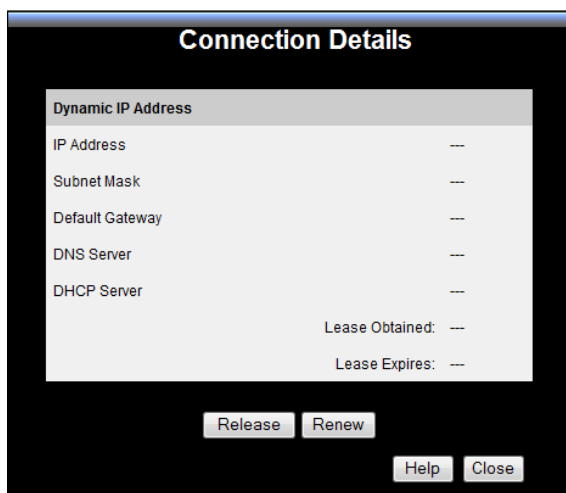 Connection Details
Dynamic IP Address
IP Address ---
Subnet Mask ---
Default Gateway ---
DNS Server ---
DHCP Server ---
Lease Obtained: ---
Lease Expires: ---
Release Renew
Help Close